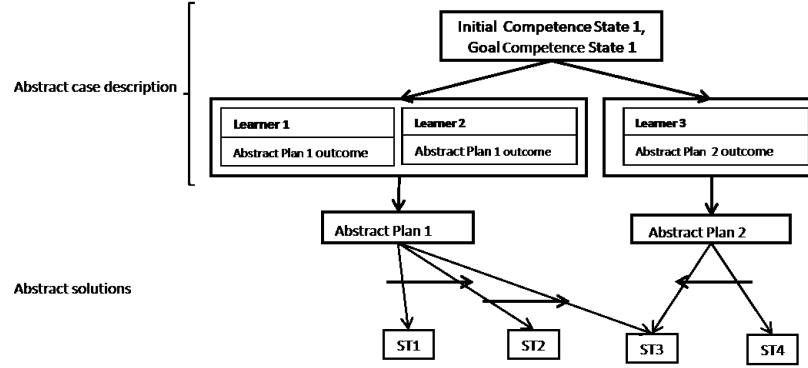 Initial Competence State 1,
Goal Competence State 1
Abstract case description
Learner 1
Abstract Plan 1 outcome
Learner 2
Abstract Plan 1 outcome
Learner 3
Abstract Plan 2 outcome
Abstract Plan 1
Abstract Plan 2
Abstract solutions
ST1
ST2
ST3
ST4